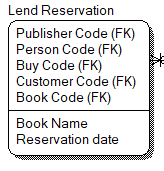 Lend Reservation
Publisher Code (FK)
Person Code (FK)
Buy Code (FK)
Customer Code (FK)
Book Code (FK)
Book Name
Reservation date